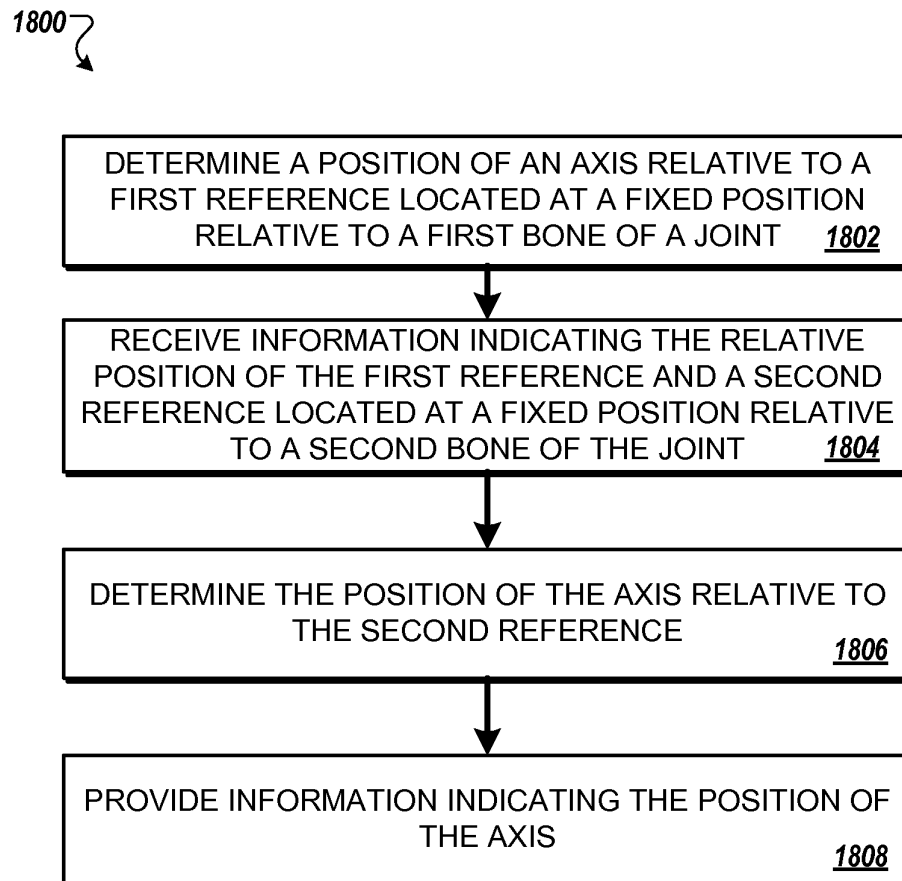 1800
DETERMINE A POSITION OF AN AXIS RELATIVE TO A
FIRST REFERENCE LOCATED AT A FIXED POSITION
RELATIVE TO A FIRST BONE OF A JOINT 1802
RECEIVE INFORMATION INDICATING THE RELATIVE
POSITION OF THE FIRST REFERENCE AND A SECOND
REFERENCE LOCATED AT A FIXED POSITION RELATIVE
TO A SECOND BONE OF THE JOINT 1804
DETERMINE THE POSITION OF THE AXIS RELATIVE TO
THE SECOND REFERENCE
1806
PROVIDE INFORMATION INDICATING THE POSITION OF
THE AXIS
1808